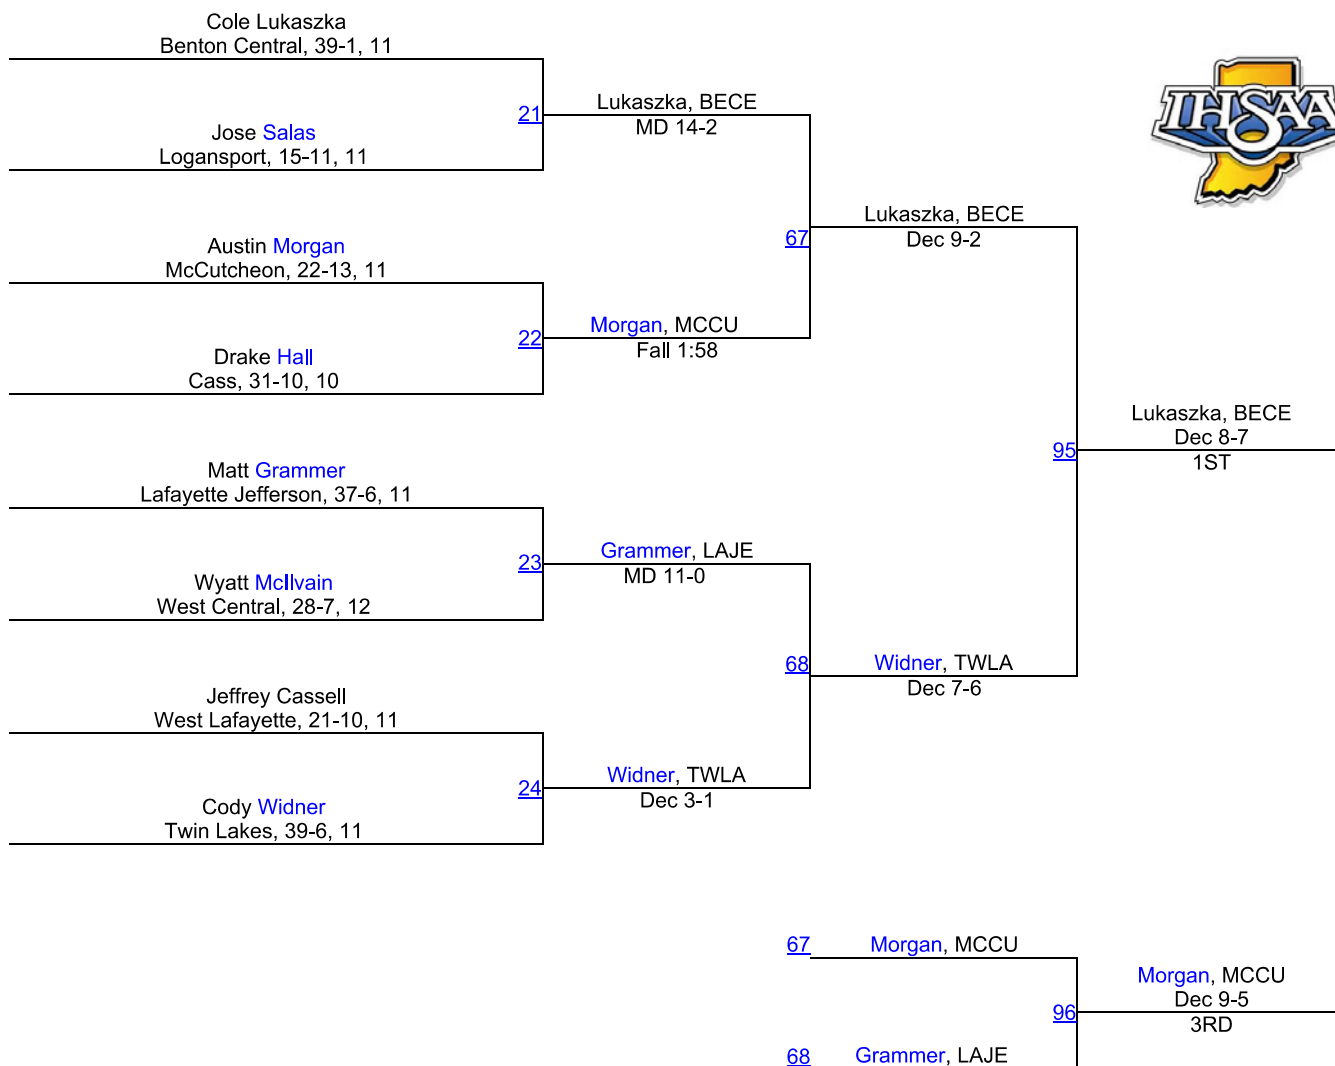 Cole Lukaszka
Benton Central, 39-1, 11
21
Lukaszka, BECE
MD 14-2
Jose Salas
Logansport, 15-11, 11
IHSAA
67
Lukaszka, BECE
Dec 9-2
Austin Morgan
McCutcheon, 22-13, 11
22
Morgan, MCCU
Fall 1:58
Drake Hall
Cass, 31-10, 10
95
Lukaszka, BECE
Dec 8-7
1ST
Matt Grammer
Lafayette Jefferson, 37-6, 11
23
Grammer, LAJE
MD 11-0
Wyatt McIlvain
West Central, 28-7, 12
68
Widner, TWLA
Dec 7-6
Jeffrey Cassell
West Lafayette, 21-10, 11
24
Widner, TWLA
Dec 3-1
Cody Widner
Twin Lakes, 39-6, 11
67
Morgan, MCCU
96
Morgan, MCCU
Dec 9-5
3RD
68
Grammer, LAJE